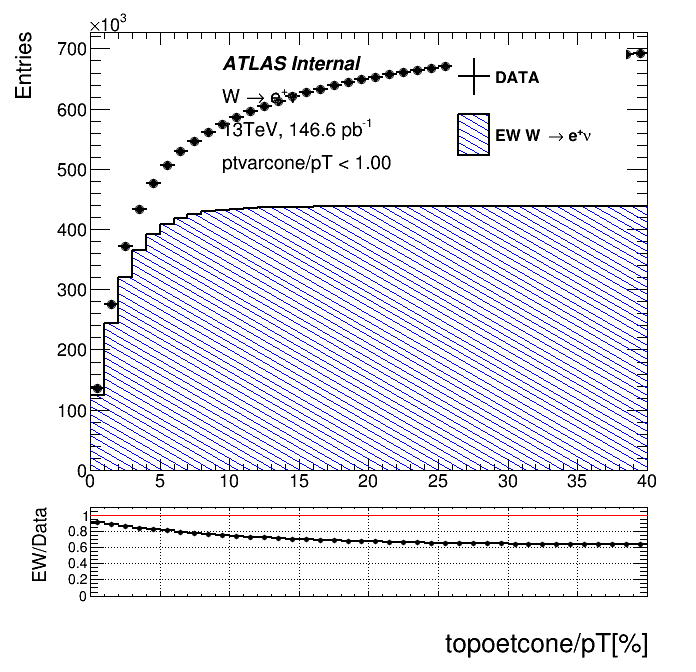 ×10³
Entries
700
600
500
400
300
200
100
0
ATLAS Internal
W → e⁺ν
13TeV, 146.6 pb⁻¹
ptvarcone/pT < 1.00
DATA
EW W → e⁺ν
0 5 10 15 20 25 30 35 40
EW/Data
1
0.8
0.6
0.4
0.2
0
topoetcone/pT[%]